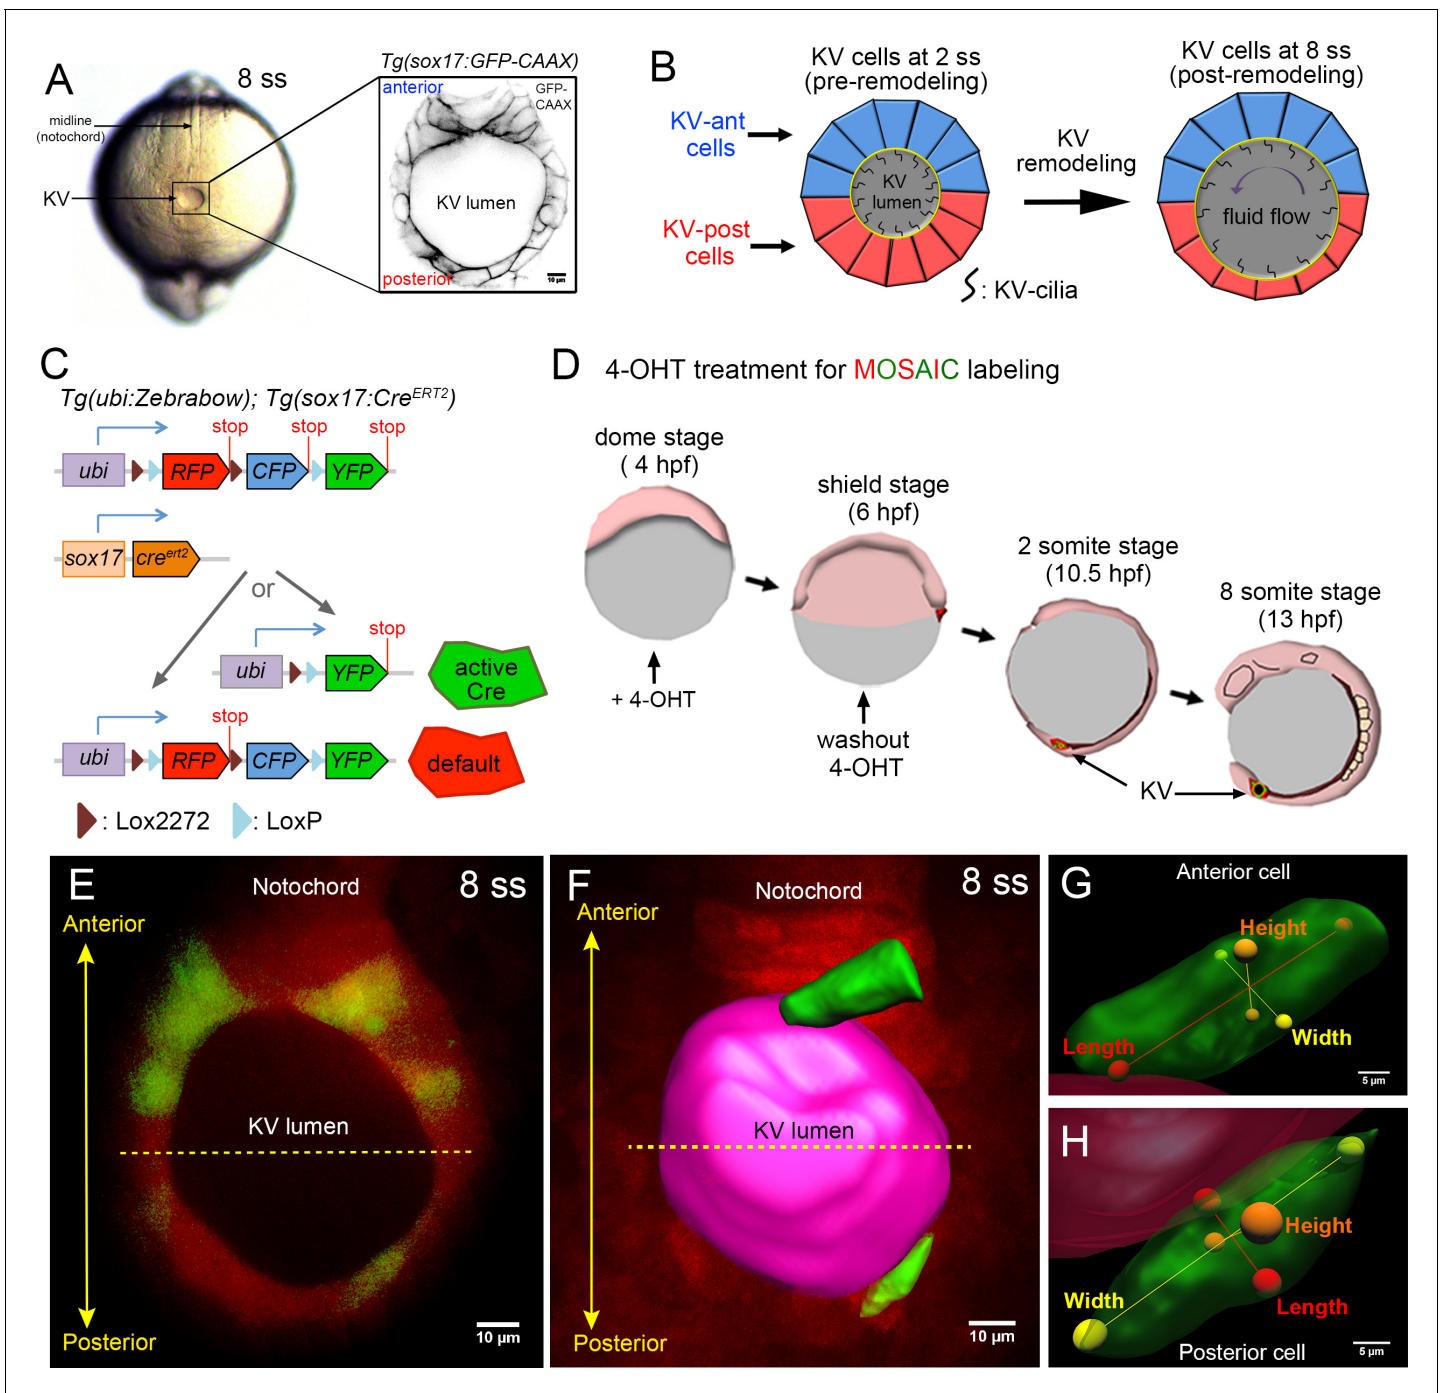 A
8 ss
midline
(notochord)
KV
Tg(sox17:GFP-CAAX)
anterior
GFP-
CAAX
KV lumen
posterior
10 µm
B
KV cells at 2 ss
(pre-remodeling)
KV cells at 8 ss
(post-remodeling)
KV-ant
cells
KV
lumen
KV
remodeling
fluid flow
KV-post
cells
: KV-cilia
C
Tg(ubi:Zebrabow); Tg(sox17:CreERT2)
stop
stop
stop
ubi
RFP
CFP
YFP
sox17
creert2
or
stop
ubi
YFP
active
Cre
stop
ubi
RFP
CFP
YFP
default
: Lox2272
: LoxP
D
4-OHT treatment for MOSAIC labeling
dome stage
( 4 hpf)
shield stage
(6 hpf)
2 somite stage
(10.5 hpf)
8 somite stage
(13 hpf)
+ 4-OHT
washout
4-OHT
KV
E
Notochord
8 ss
Anterior
KV lumen
Posterior
10 µm
F
Notochord
8 ss
Anterior
KV lumen
Posterior
10 µm
G
Anterior cell
Height
Width
Length
5 µm
H
Height
Width
Length
Posterior cell
5 µm